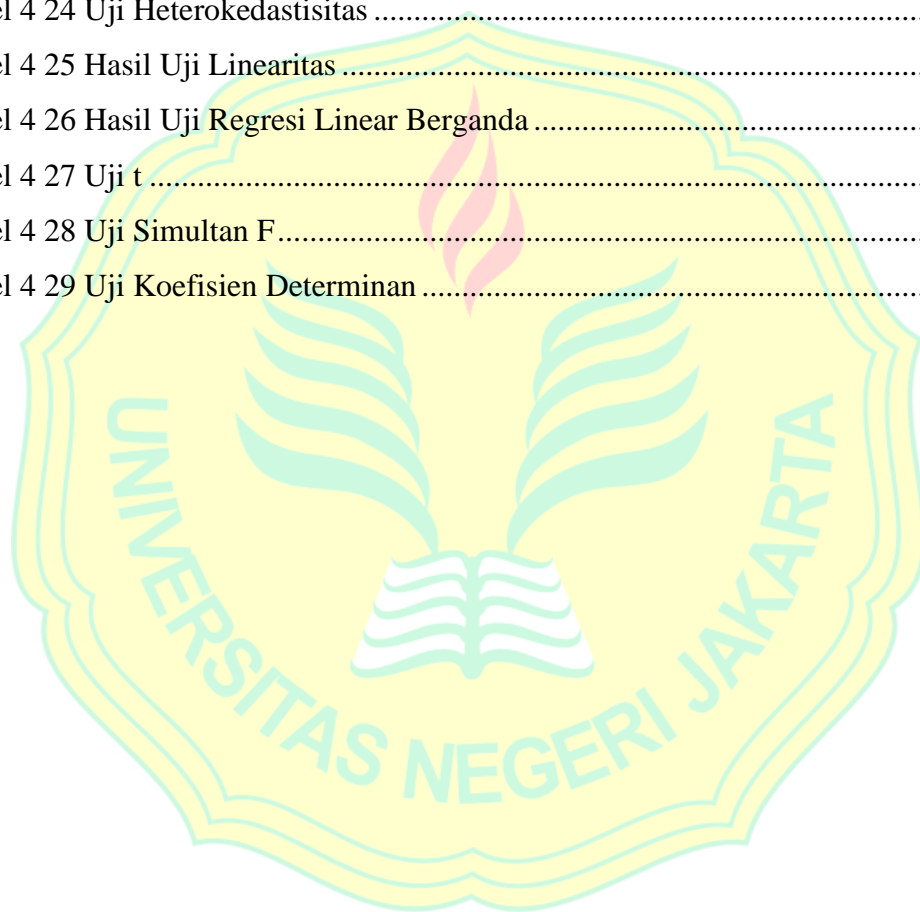 el 4 24 Uji Heterokedastisitas
el 4 25 Hasil Uji Linearitas
el 4 26 Hasil Uji Regresi Linear Berganda
el 4 27 Uji t
el 4 28 Uji Simultan F
el 4 29 Uji Koefisien Determinan
UNIVERSITAS NEGERI JAKARTA